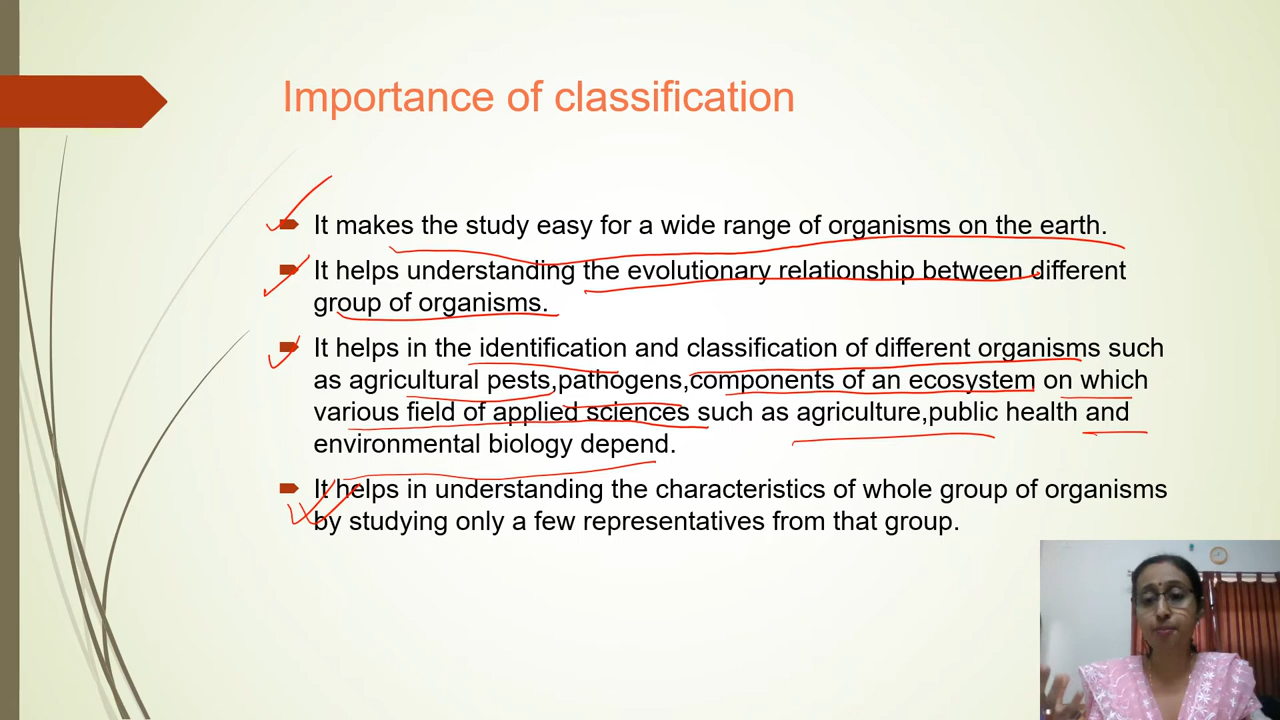 Importance of classification
It makes the study easy for a wide range of organisms on the earth.
It helps understanding the evolutionary relationship between different
group of organisms.
It helps in the identification and classification of different organisms such
as agricultural pests,pathogens,components of an ecosystem on which
various field of applied sciences such as agriculture,public health and
environmental biology depend.
It helps in understanding the characteristics of whole group of organisms
by studying only a few representatives from that group.